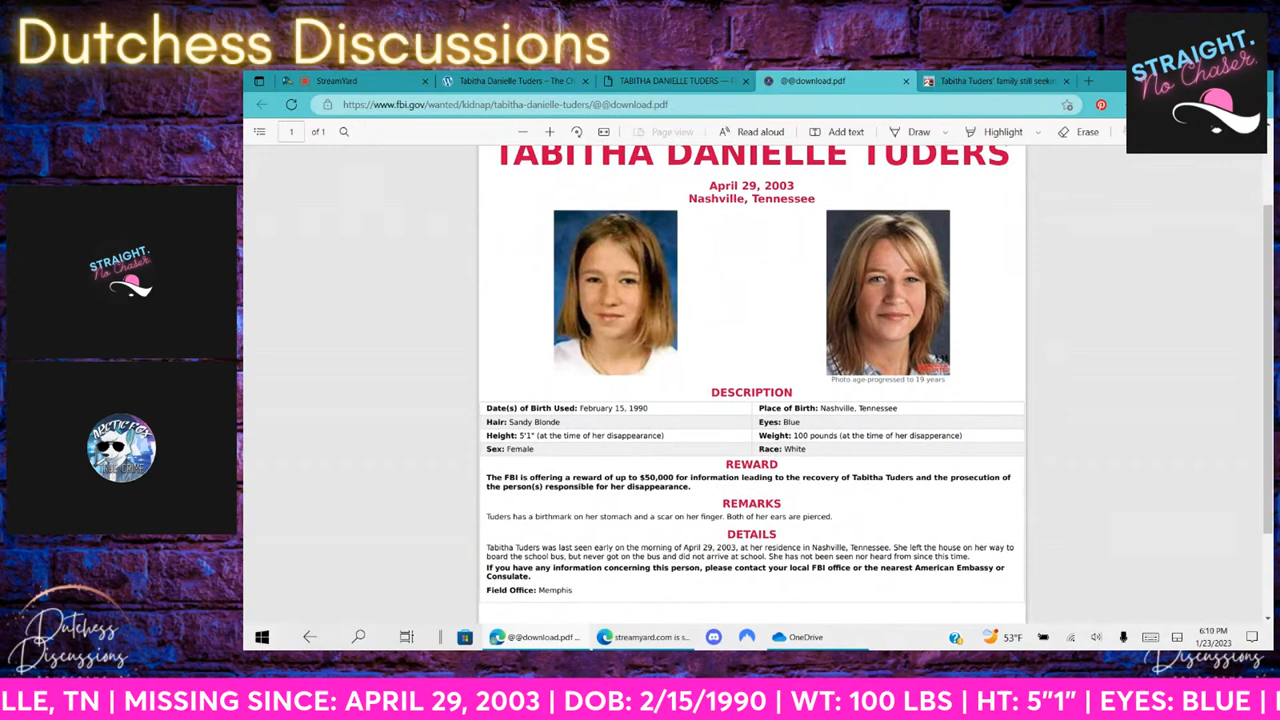 Dutchess Discussions
STRAIGHT.
No Chaser.
StreamYard
Tabitha Danielle Tuders – The Ch
TABITHA DANIELLE TUDERS —
@@download.pdf
Tabitha Tuders' family still seekin
https://www.fbi.gov/wanted/kidnap/tabitha-danielle-tuders/@@download.pdf
1 of 1
Page view
Read aloud
Add text
Draw
Highlight
Erase
TABITHA DANIELLE TUDERS
April 29, 2003
Nashville, Tennessee
Photo age-progressed to 19 years
DESCRIPTION
Date(s) of Birth Used: February 15, 1990
Place of Birth: Nashville, Tennessee
Hair: Sandy Blonde
Eyes: Blue
Height: 5'1" (at the time of her disappearance)
Weight: 100 pounds (at the time of her disapperance)
Sex: Female
Race: White
REWARD
The FBI is offering a reward of up to $50,000 for information leading to the recovery of Tabitha Tuders and the prosecution of
the person(s) responsible for her disappearance.
REMARKS
Tuders has a birthmark on her stomach and a scar on her finger. Both of her ears are pierced.
DETAILS
Tabitha Tuders was last seen early on the morning of April 29, 2003, at her residence in Nashville, Tennessee. She left the house on her way to
board the school bus, but never got on the bus and did not arrive at school. She has not been seen nor heard from since this time.
If you have any information concerning this person, please contact your local FBI office or the nearest American Embassy or
Consulate.
Field Office: Memphis
STRAIGHT.
No Chaser.
ARCTIC FOX
TRUE CRIME
Dutchess
Discussions
@@download.pdf ...
streamyard.com is s...
OneDrive
53°F
6:10 PM
1/23/2023
Discussions
LLE, TN | MISSING SINCE: APRIL 29, 2003 | DOB: 2/15/1990 | WT: 100 LBS | HT: 5”1” | EYES: BLUE |